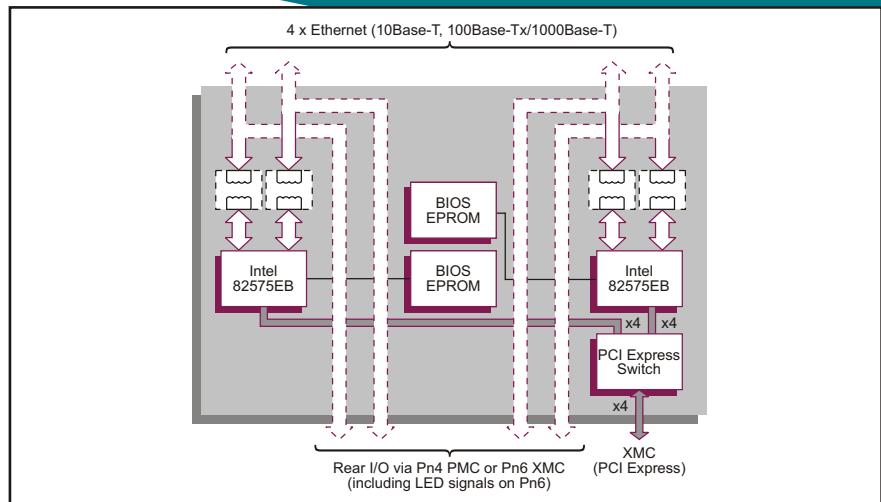 4 x Ethernet (10Base-T, 100Base-Tx/1000Base-T)
BIOS
EPROM
Intel
82575EB
BIOS
EPROM
Intel
82575EB
x4
x4
PCI Express
Switch
x4
Rear I/O via Pn4 PMC or Pn6 XMC
(including LED signals on Pn6)
XMC
(PCI Express)